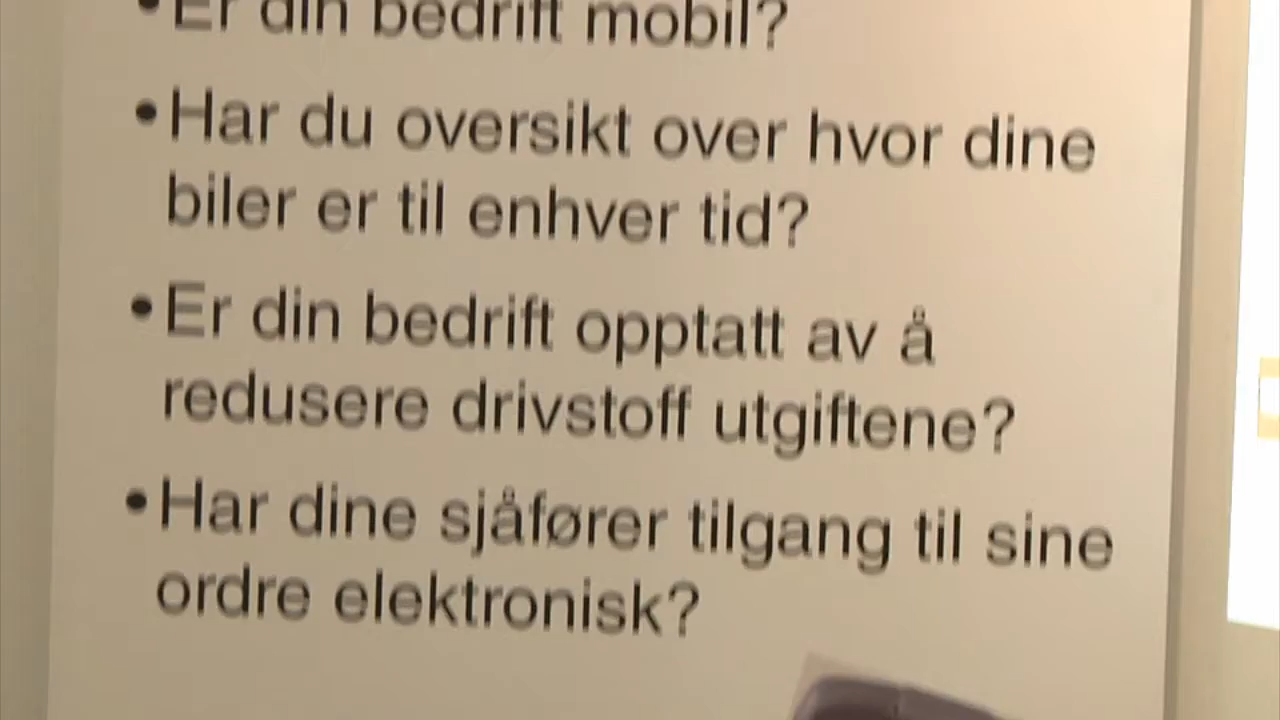 •Er din bedrift mobil?
•Har du oversikt over hvor dine
biler er til enhver tid?
•Er din bedrift opptatt av å
redusere drivstoff utgiftene?
•Har dine sjåfører tilgang til sine
ordre elektronisk?